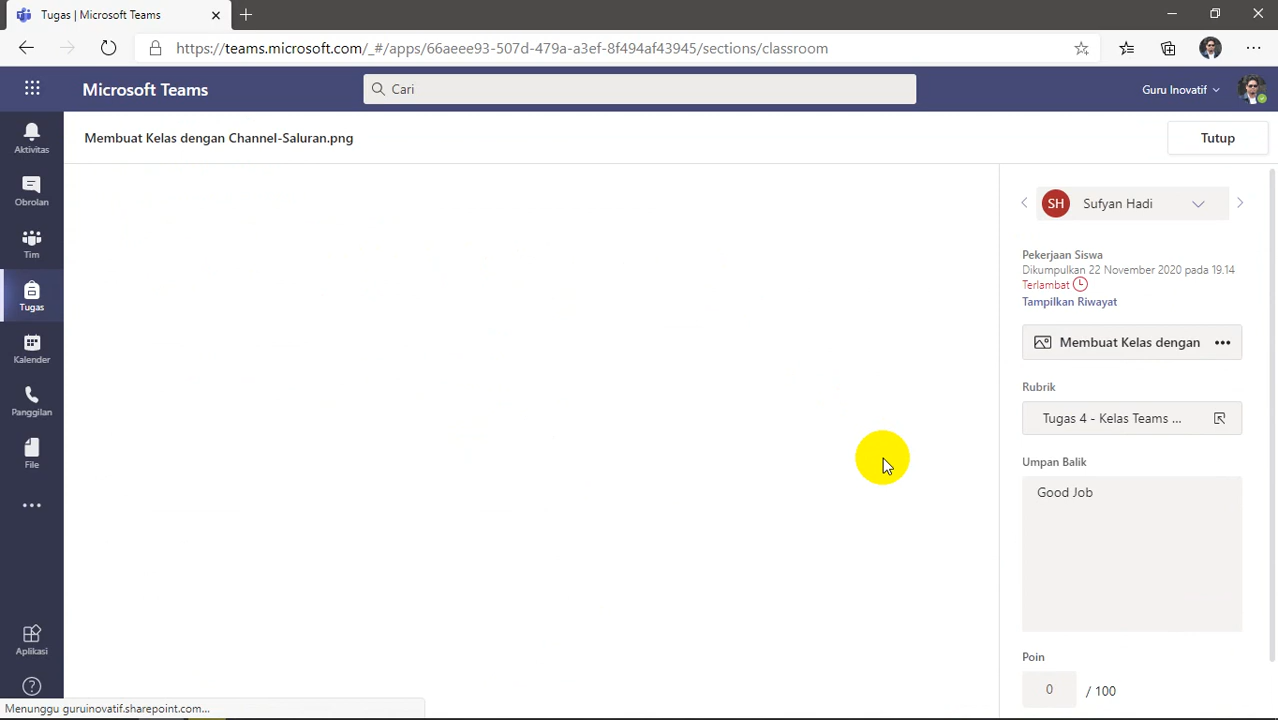 Tugas | Microsoft Teams
https://teams.microsoft.com/_#/apps/66aeee93-507d-479a-a3ef-8f494af43945/sections/classroom
Microsoft Teams
Cari
Guru Inovatif
Aktivitas
Obrolan
Tim
Tugas
Kalender
Panggilan
File
Aplikasi
Membuat Kelas dengan Channel-Saluran.png
Tutup
SH
Sufyan Hadi
Pekerjaan Siswa
Dikumpulkan 22 November 2020 pada 19.14
Terlambat
Tampilkan Riwayat
Membuat Kelas dengan
Rubrik
Tugas 4 - Kelas Teams ...
Umpan Balik
Good Job
Poin
0 / 100
Menunggu guruinovatif.sharepoint.com...